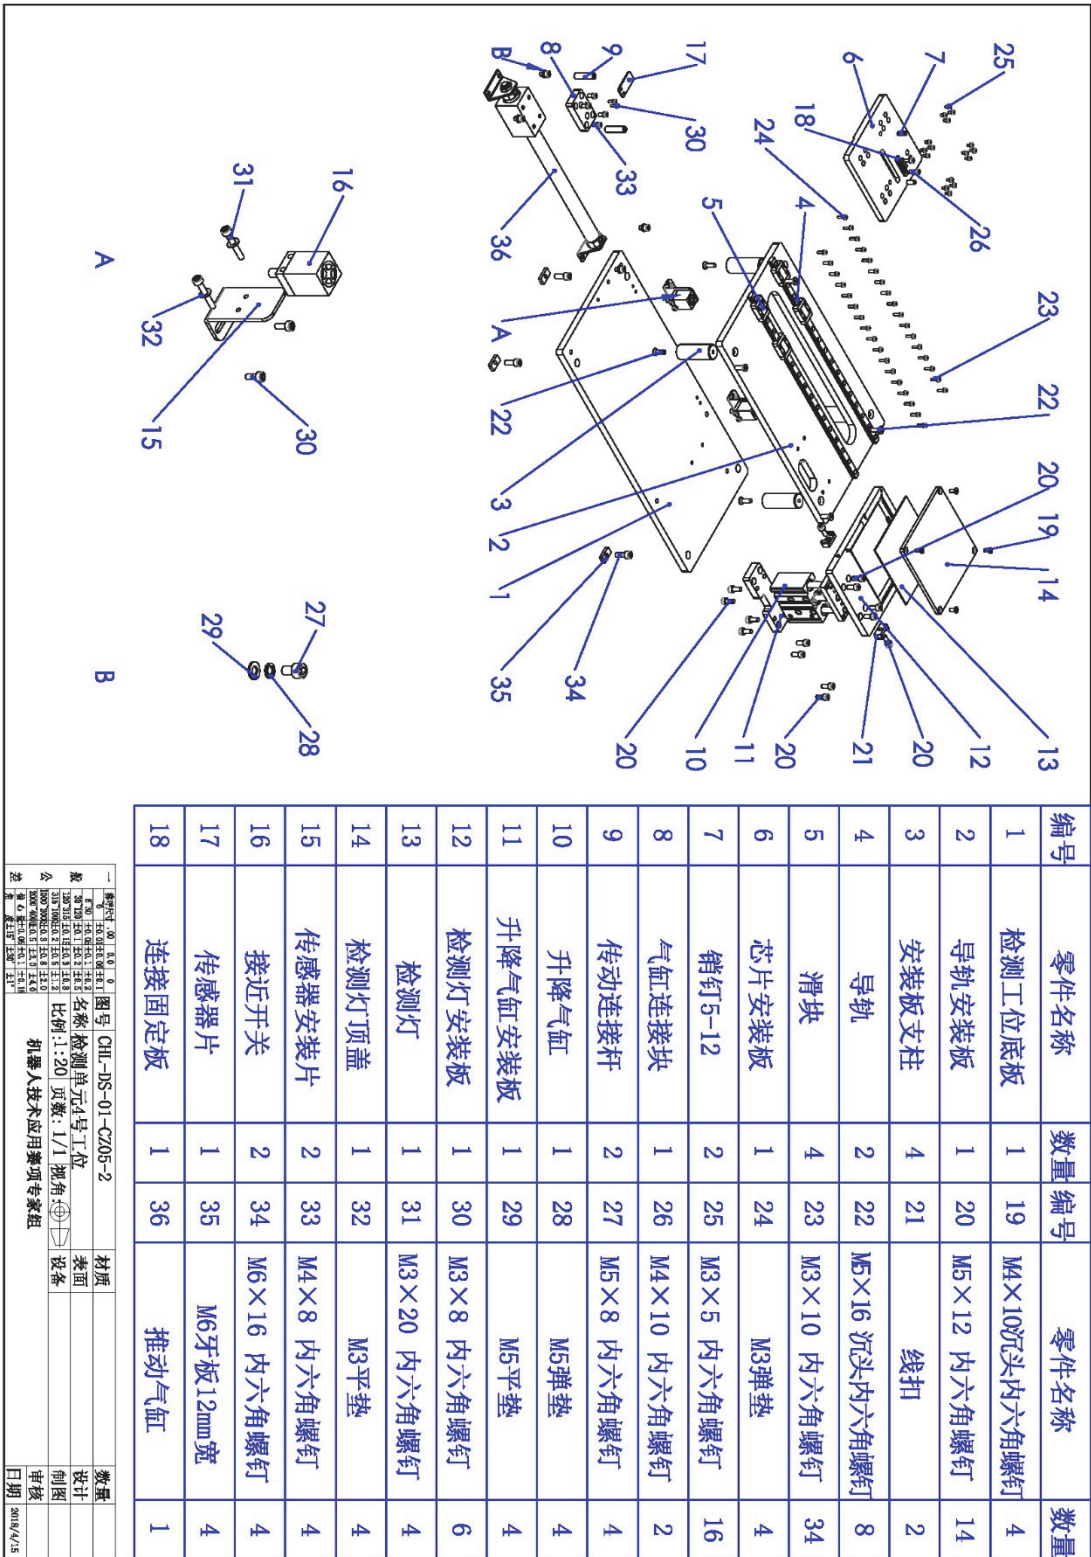 25
7
6
18
26
24
17
9
8
B
30
33
36
5
4
23
22
A
22
3
2
1
20
19
14
13
12
20
21
20
11
10
20
34
35
16
31
32
15
30
A
27
28
29
B
编号 零件名称 数量 编号 零件名称 数量
1 检测工位底板 1 19 M4×10沉头内六角螺钉 4
2 导轨安装板 1 20 M5×12 内六角螺钉 14
3 安装板支柱 4 21 线扣 2
4 导轨 2 22 M5×16 沉头内六角螺钉 8
5 滑块 4 23 M3×10 内六角螺钉 34
6 芯片安装板 1 24 M3弹垫 4
7 销钉5-12 2 25 M3×5 内六角螺钉 16
8 气缸连接块 1 26 M4×10 内六角螺钉 2
9 传动连接杆 2 27 M5×8 内六角螺钉 4
10 升降气缸 1 28 M5弹垫 4
11 升降气缸安装板 1 29 M5平垫 4
12 检测灯安装板 1 30 M3×8 内六角螺钉 6
13 检测灯 1 31 M3×20 内六角螺钉 4
14 检测灯顶盖 1 32 M3平垫 4
15 传感器安装片 2 33 M4×8 内六角螺钉 4
16 接近开关 2 34 M6×16 内六角螺钉 4
17 传感器片 1 35 M6牙板12mm宽 4
18 连接固定板 1 36 推动气缸 1
一般公差
图号 CHL-DS-01-CZ05-2 材质 数量
名称 检测单元4号工位 表面 设计
比例:1:20 页数: 1/1 视角: 设备 制图
机器人技术应用赛项专家组 审核
日期 2018/4/15